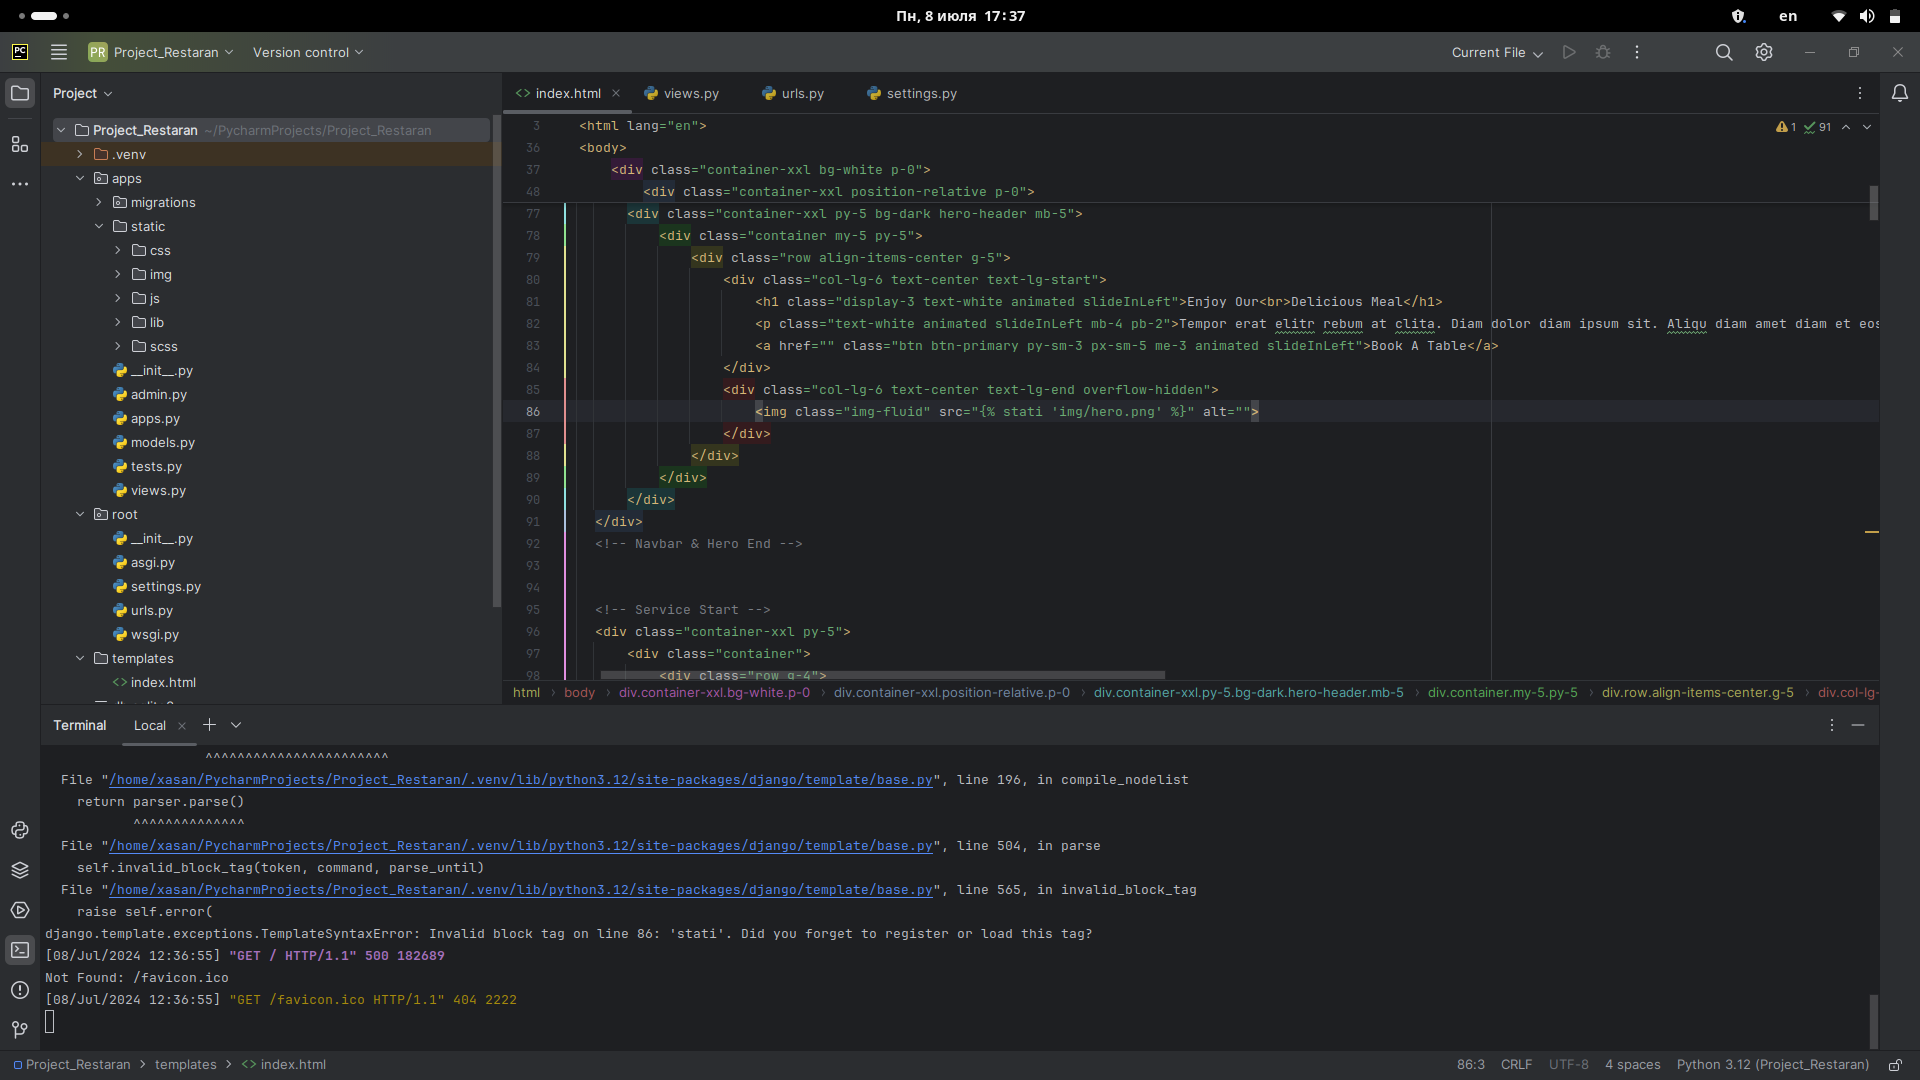 Пн, 8 июля 17:37
en
PC
PR Project_Restaran
Version control
Current File
Project
index.html
views.py
urls.py
settings.py
Project_Restaran ~/PycharmProjects/Project_Restaran
.venv
apps
migrations
static
css
img
js
lib
scss
__init__.py
admin.py
apps.py
models.py
tests.py
views.py
root
__init__.py
asgi.py
settings.py
urls.py
wsgi.py
templates
index.html
1 91
3 <html lang="en">
36 <body>
37 <div class="container-xxl bg-white p-0">
48 <div class="container-xxl position-relative p-0">
77 <div class="container-xxl py-5 bg-dark hero-header mb-5">
78 <div class="container my-5 py-5">
79 <div class="row align-items-center g-5">
80 <div class="col-lg-6 text-center text-lg-start">
81 <h1 class="display-3 text-white animated slideInLeft">Enjoy Our<br>Delicious Meal</h1>
82 <p class="text-white animated slideInLeft mb-4 pb-2">Tempor erat elitr rebum at clita. Diam dolor diam ipsum sit. Aliqu diam amet diam et eos
83 <a href="" class="btn btn-primary py-sm-3 px-sm-5 me-3 animated slideInLeft">Book A Table</a>
84 </div>
85 <div class="col-lg-6 text-center text-lg-end overflow-hidden">
86 <img class="img-fluid" src="{% stati 'img/hero.png' %}" alt="">
87 </div>
88 </div>
89 </div>
90 </div>
91 </div>
92 <!-- Navbar & Hero End -->
93
94
95 <!-- Service Start -->
96 <div class="container-xxl py-5">
97 <div class="container">
98 <div class="row g-4">
html body div.container-xxl.bg-white.p-0 div.container-xxl.position-relative.p-0 div.container-xxl.py-5.bg-dark.hero-header.mb-5 div.container.my-5.py-5 div.row.align-items-center.g-5 div.col-lg-
Terminal
Local
^^^^^^^^^^^^^^^^^^^^^^^
File "/home/xasan/PycharmProjects/Project_Restaran/.venv/lib/python3.12/site-packages/django/template/base.py", line 196, in compile_nodelist
return parser.parse()
^^^^^^^^^^^^^^
File "/home/xasan/PycharmProjects/Project_Restaran/.venv/lib/python3.12/site-packages/django/template/base.py", line 504, in parse
self.invalid_block_tag(token, command, parse_until)
File "/home/xasan/PycharmProjects/Project_Restaran/.venv/lib/python3.12/site-packages/django/template/base.py", line 565, in invalid_block_tag
raise self.error(
django.template.exceptions.TemplateSyntaxError: Invalid block tag on line 86: 'stati'. Did you forget to register or load this tag?
[08/Jul/2024 12:36:55] "GET / HTTP/1.1" 500 182689
Not Found: /favicon.ico
[08/Jul/2024 12:36:55] "GET /favicon.ico HTTP/1.1" 404 2222
Project_Restaran templates index.html
86:3 CRLF UTF-8 4 spaces Python 3.12 (Project_Restaran)